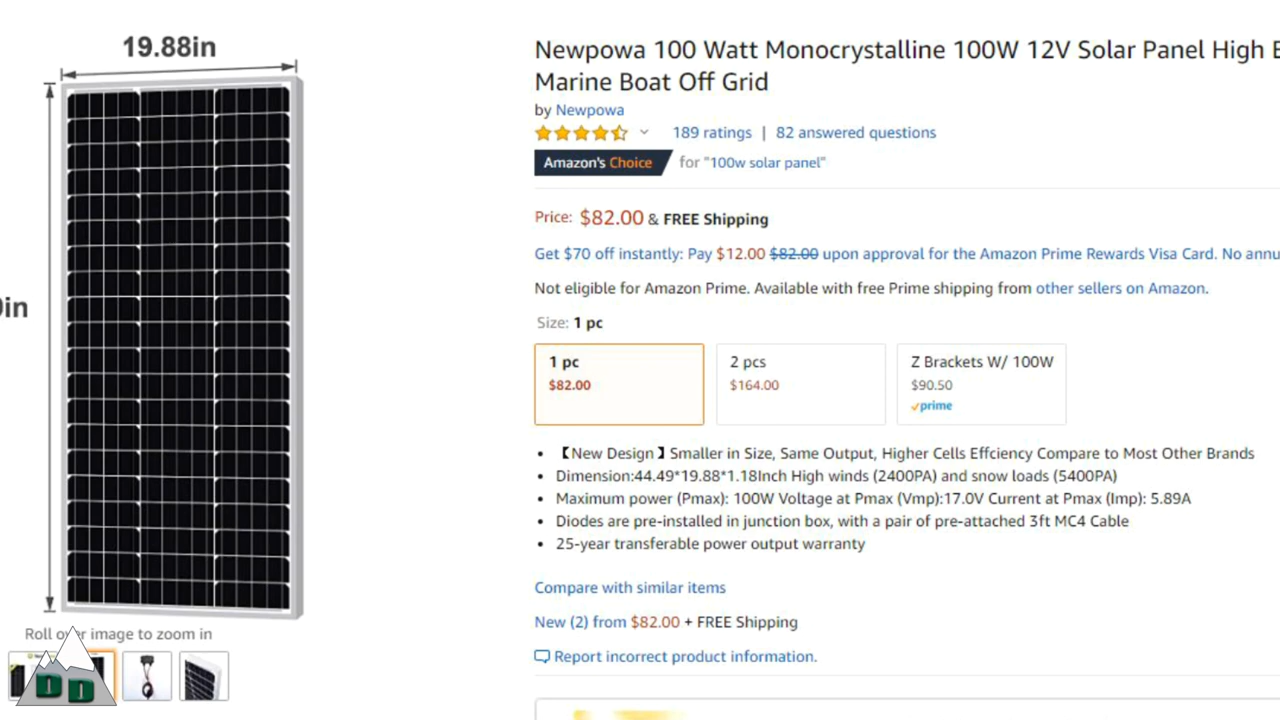 19.88in
in
Roll over image to zoom in
D D
Newpowa 100 Watt Monocrystalline 100W 12V Solar Panel High
Marine Boat Off Grid
by Newpowa
189 ratings | 82 answered questions
Amazon's Choice for "100w solar panel"
Price: $82.00 & FREE Shipping
Get $70 off instantly: Pay $12.00 $82.00 upon approval for the Amazon Prime Rewards Visa Card. No
Not eligible for Amazon Prime. Available with free Prime shipping from other sellers on Amazon.
Size: 1 pc
1 pc
$82.00
2 pcs
$164.00
Z Brackets W/ 100W
$90.50
prime
• 【New Design】Smaller in Size, Same Output, Higher Cells Effciency Compare to Most Other Brands
• Dimension:44.49*19.88*1.18Inch High winds (2400PA) and snow loads (5400PA)
• Maximum power (Pmax): 100W Voltage at Pmax (Vmp):17.0V Current at Pmax (Imp): 5.89A
• Diodes are pre-installed in junction box, with a pair of pre-attached 3ft MC4 Cable
• 25-year transferable power output warranty
Compare with similar items
New (2) from $82.00 + FREE Shipping
Report incorrect product information.